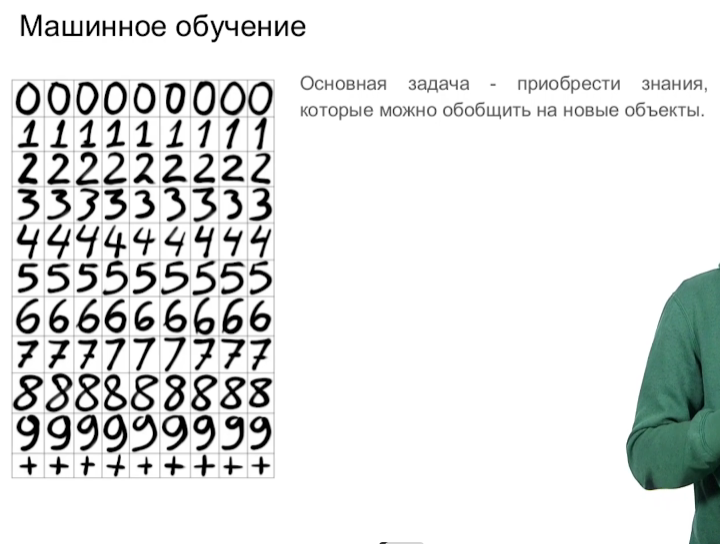 Машинное обучение
Основная задача - приобрести знания,
которые можно обобщить на новые объекты.
0 0 0 0 0 0 0 0 0
1 1 1 1 1 1 1 1 1
2 2 2 2 2 2 2 2 2
3 3 3 3 3 3 3 3 3
4 4 4 4 4 4 4 4 4
5 5 5 5 5 5 5 5 5
6 6 6 6 6 6 6 6 6
7 7 7 7 7 7 7 7 7
8 8 8 8 8 8 8 8 8
9 9 9 9 9 9 9 9 9
+ + + + + + + + +